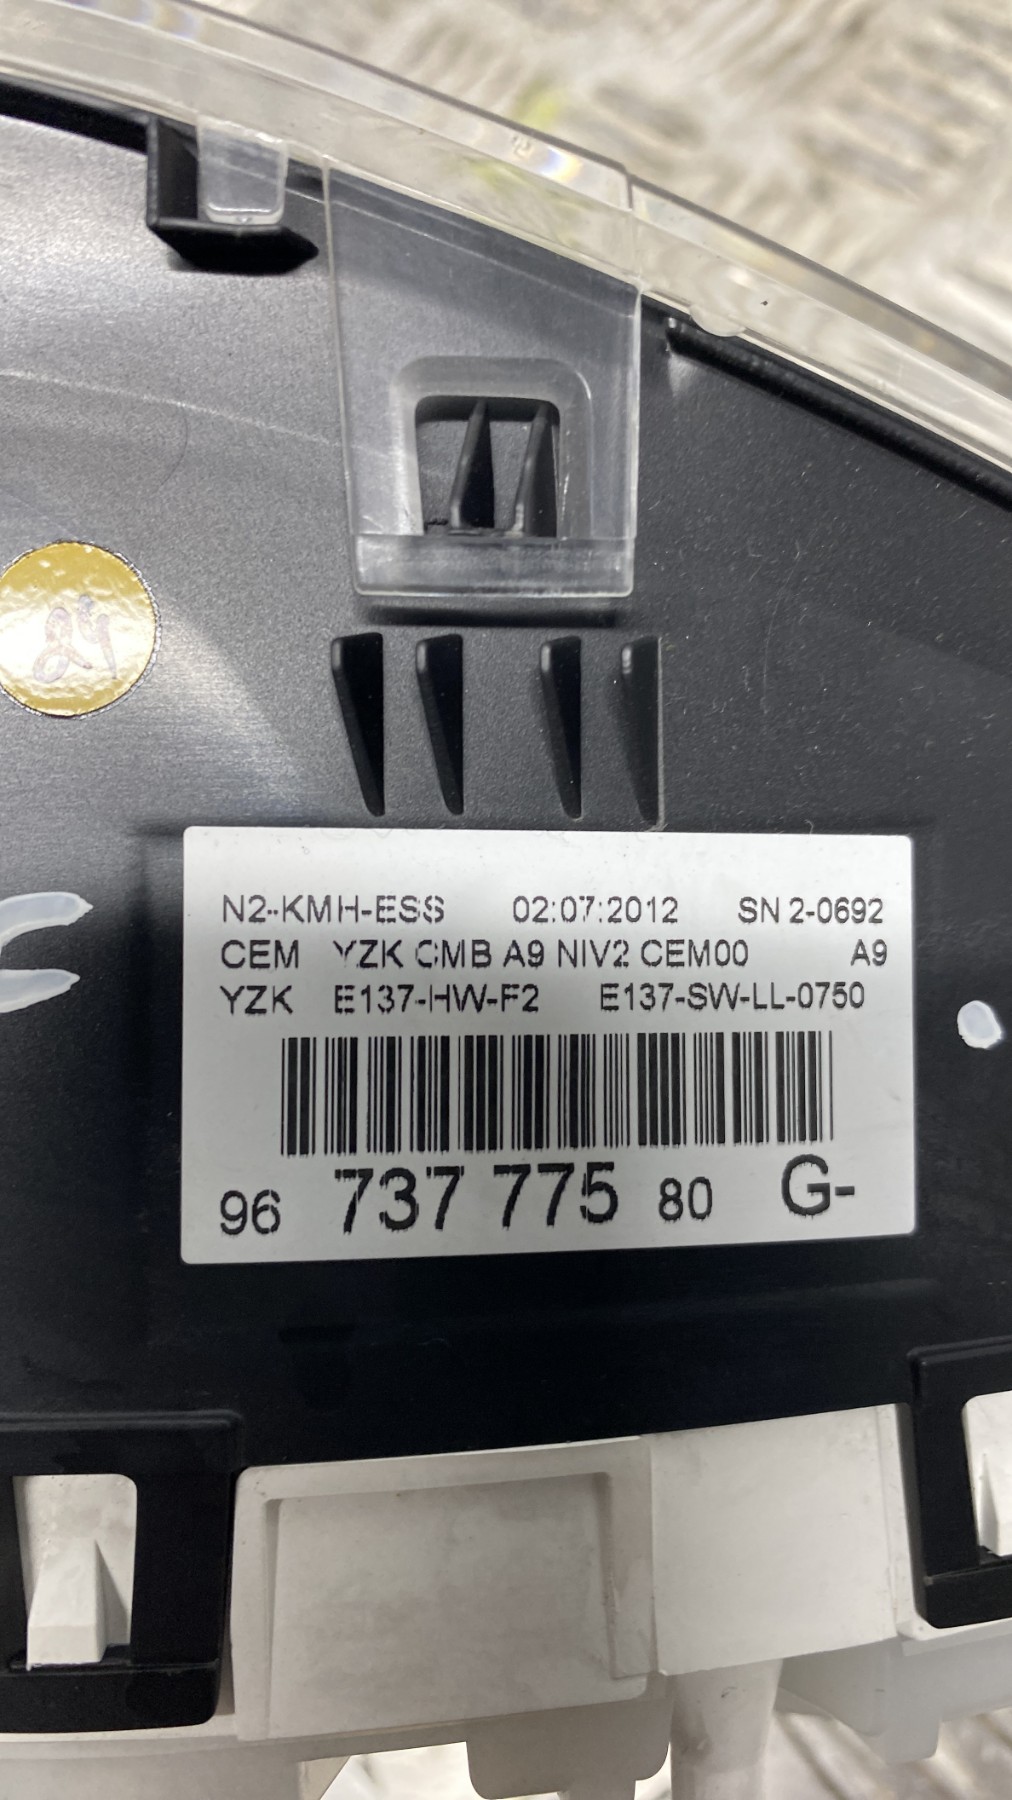 24
N2-KMH-ESS 02:07:2012 SN 2-0692
CEM YZK CMB A9 NIV2 CEM00 A9
YZK E137-HW-F2 E137-SW-LL-0750
96 737 775 80 G-